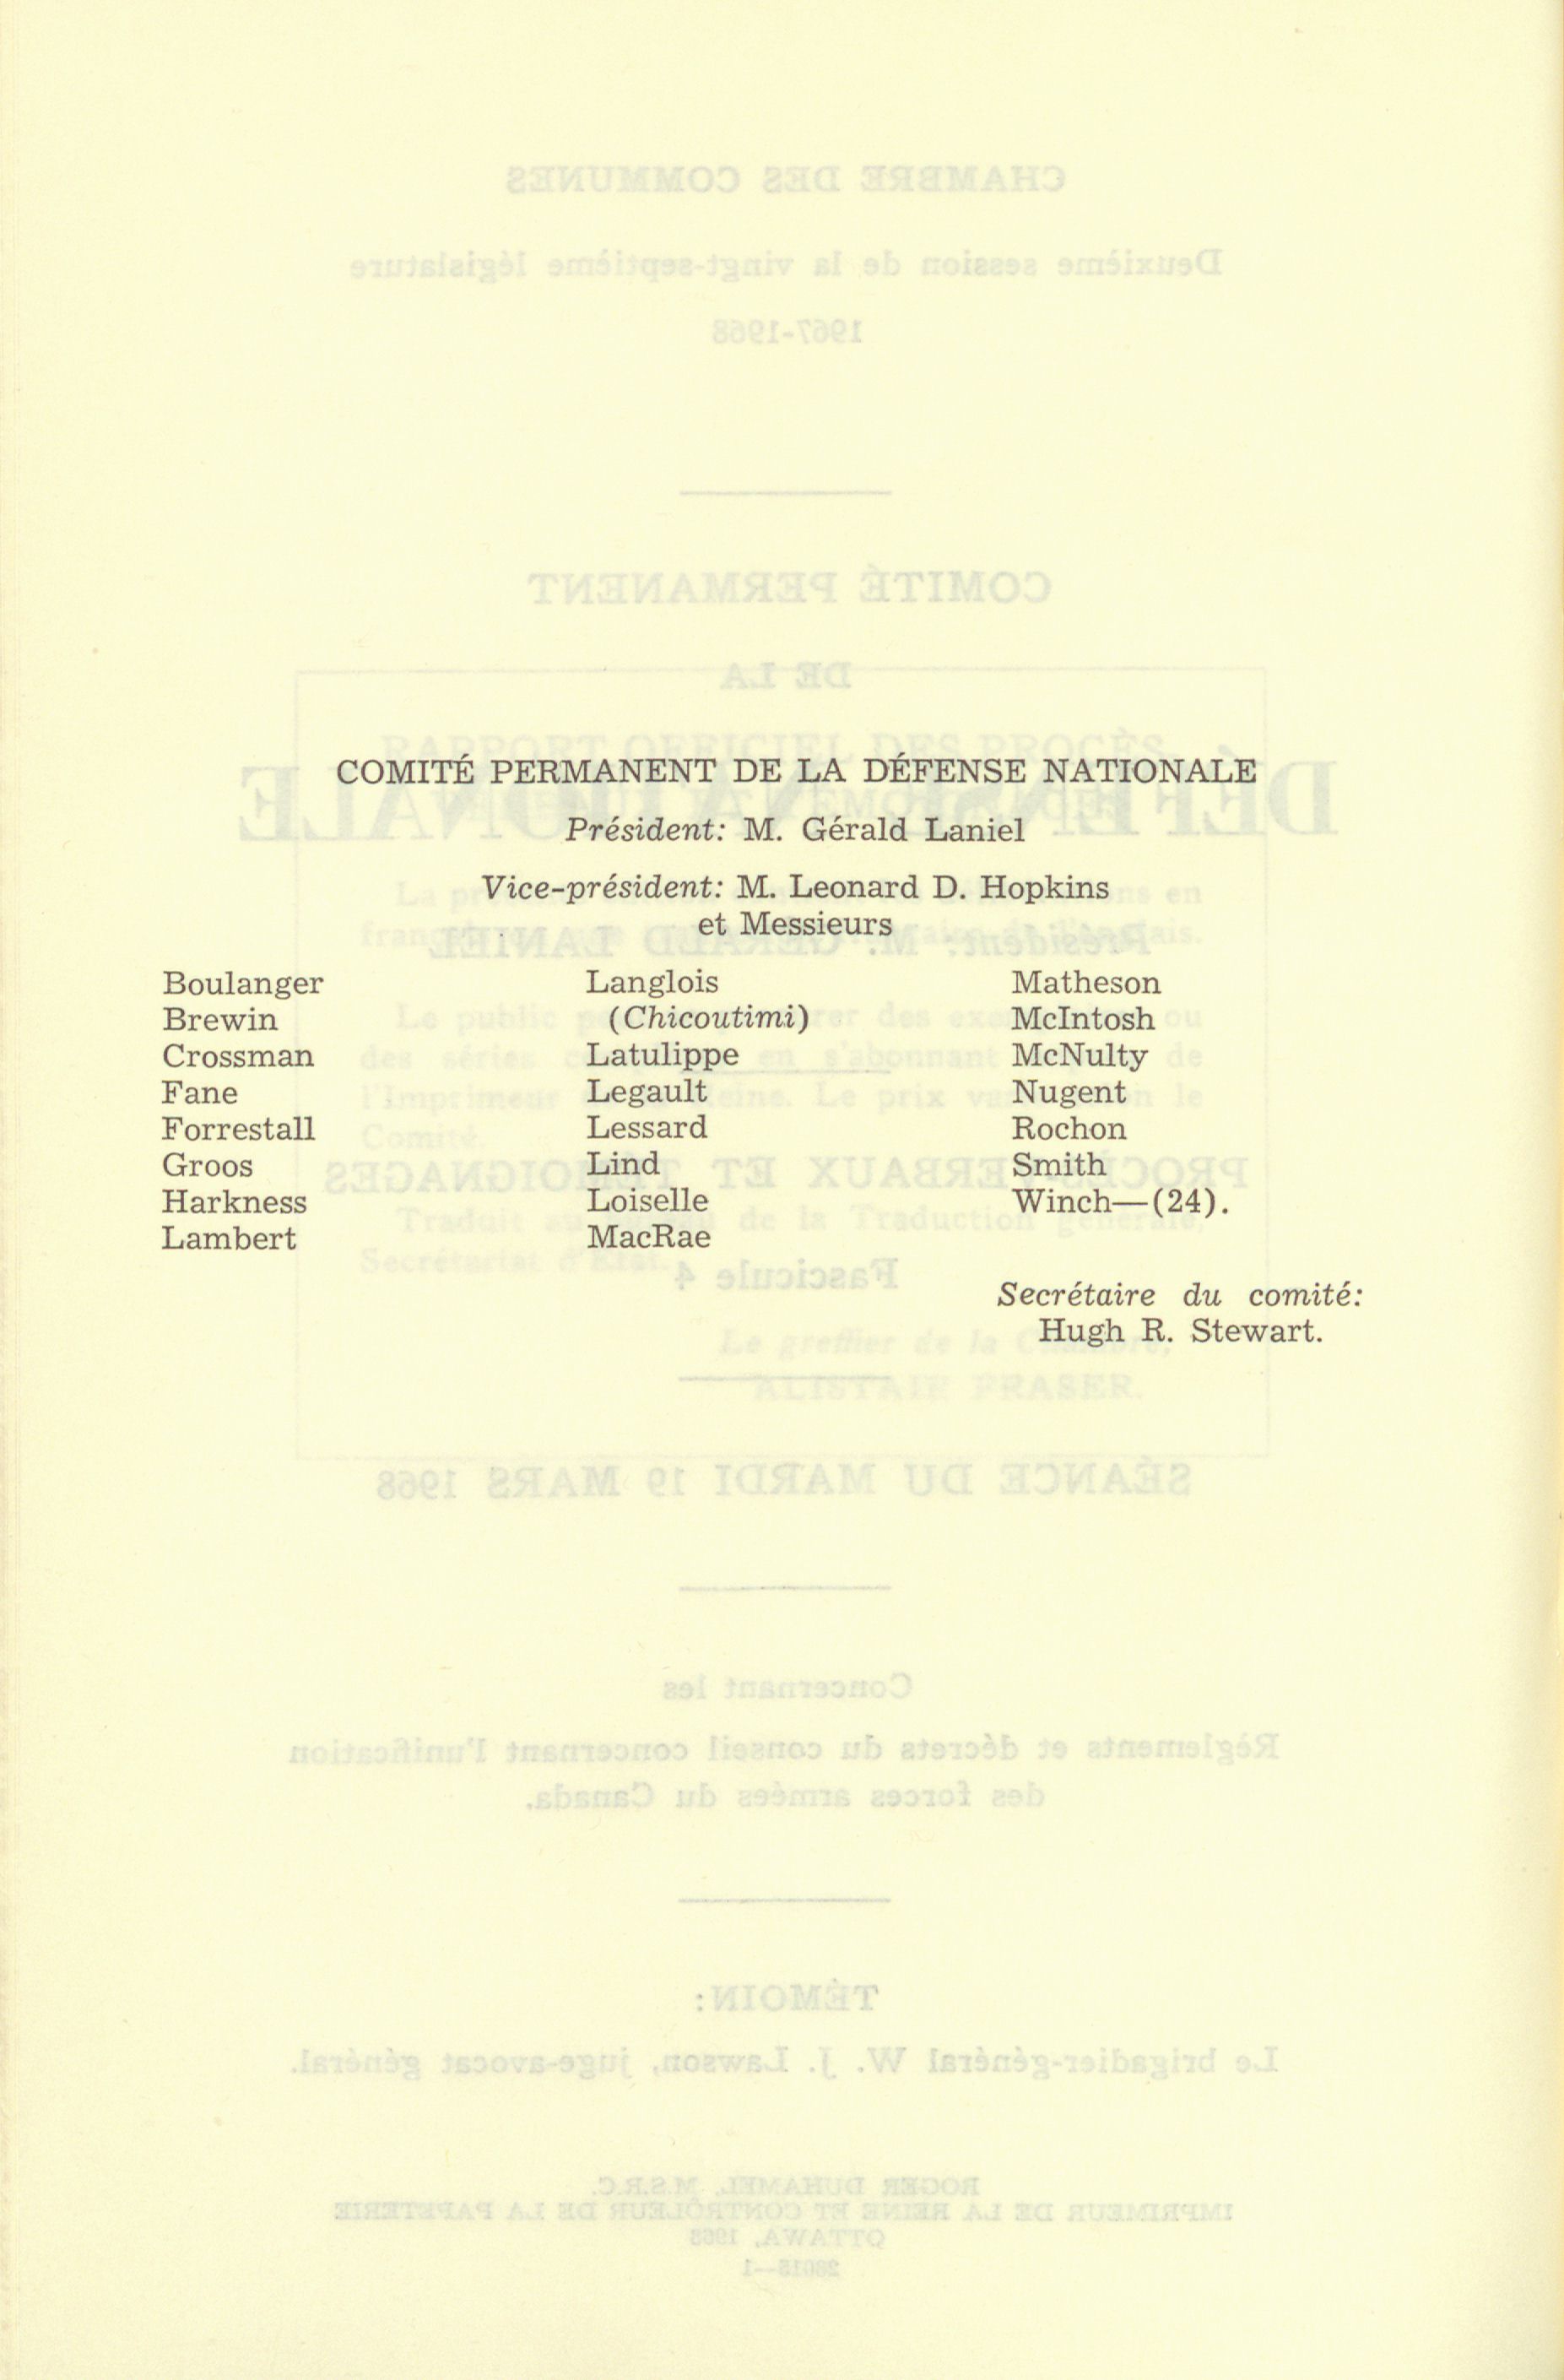 COMITÉ PERMANENT DE LA DÉFENSE NATIONALE
Président: M. Gérald Laniel
Vice-président: M. Leonard D. Hopkins
et Messieurs
Boulanger
Brewin
Crossman
Fane
Forrestall
Groos
Harkness
Lambert
Langlois
(Chicoutimi)
Latulippe
Legault
Lessard
Lind
Loiselle
MacRae
Matheson
McIntosh
McNulty
Nugent
Rochon
Smith
Winch—(24).
Secrétaire du comité:
Hugh R. Stewart.